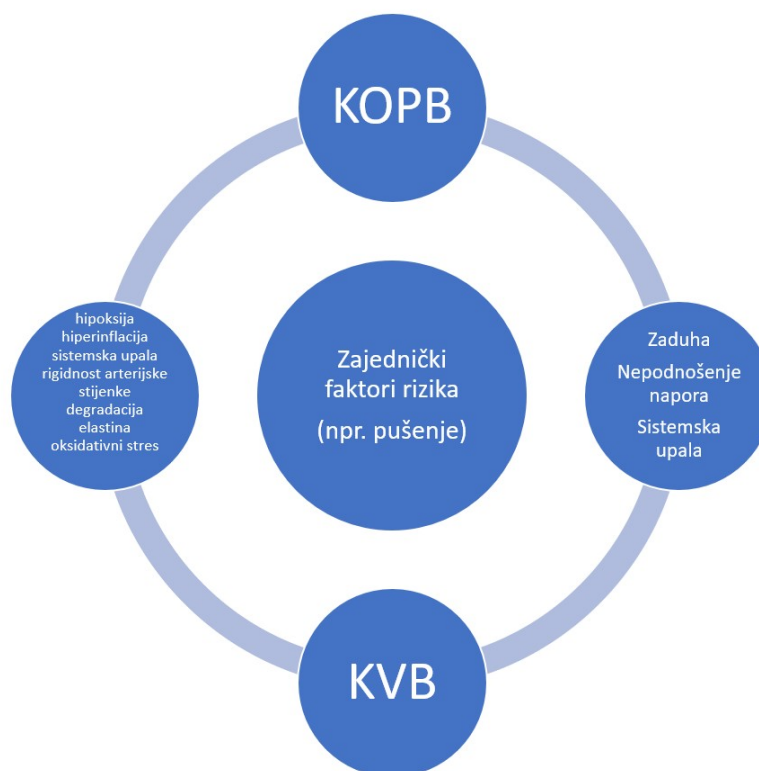 KOPB
hipoksija
hiperinflacija
sistemska upala
rigidnost arterijske
stijenke
degradacija
elastina
oksidativni stres
Zajednički
faktori rizika
(npr. pušenje)
Zaduha
Nepodnošenje
napora
Sistemska
upala
KVB